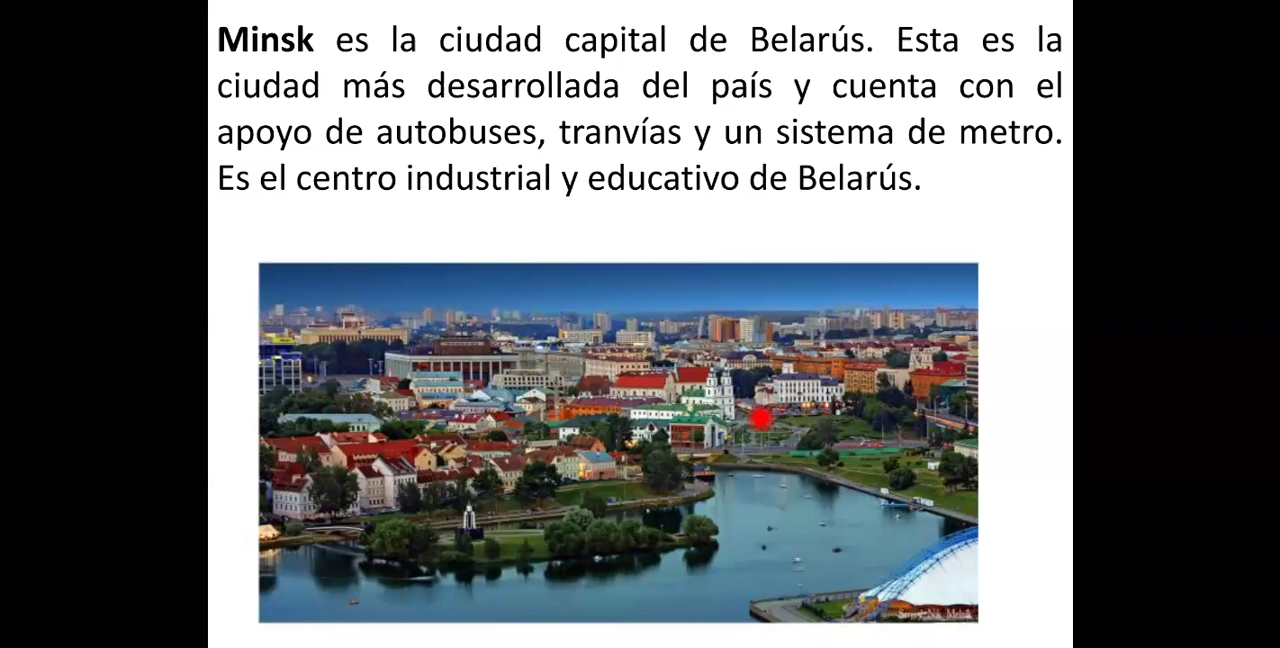 Minsk es la ciudad capital de Belarús. Esta es la
ciudad más desarrollada del país y cuenta con el
apoyo de autobuses, tranvías y un sistema de metro.
Es el centro industrial y educativo de Belarús.